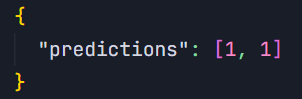 {
  "predictions": [1, 1]
}